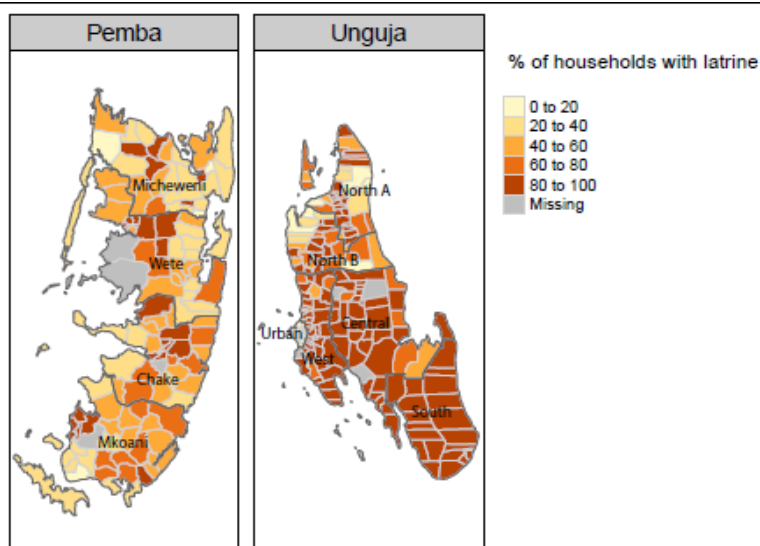 Pemba
Unguja
% of households with latrine
0 to 20
20 to 40
40 to 60
60 to 80
80 to 100
Missing
Micheweni
North A
Wete
North B
Urban
Central
West
Chake
South
Mkoani